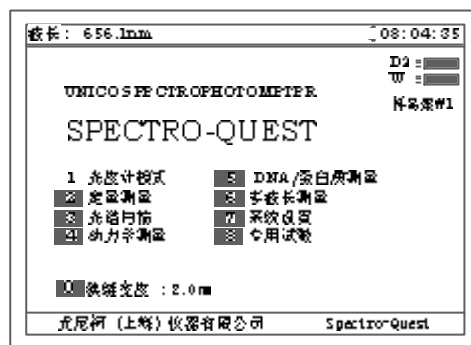 波长: 656.1nm 08:04:35
D2 =
W =
UNICO SPECTROPHOTOMETER
样品架#1
SPECTRO-QUEST
1 光度计模式 5 DNA/蛋白质测量
2 定量测量 6 多波长测量
3 光谱扫描 7 系统设置
4 动力学测量 8 专用试验
0 狭缝宽度 :2.0nm
尤尼柯 (上海) 仪器有限公司 Spectro-Quest